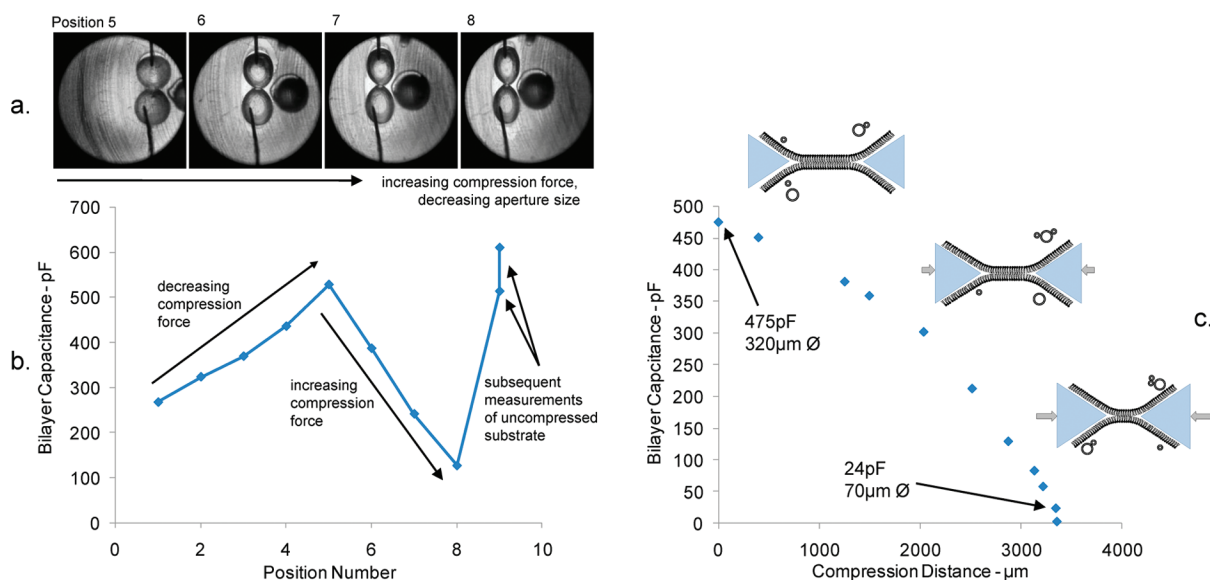 Position 5
6
7
8
a.
increasing compression force,
decreasing aperture size
b.
Bilayer Capacitance - pF
700
600
500
400
300
200
100
0
decreasing
compression
force
increasing
compression
force
subsequent
measurements
of uncompressed
substrate
0
2
4
6
8
10
Position Number
c.
Bilayer Capcitance - pF
500
450
400
350
300
250
200
150
100
50
0
475pF
320µm Ø
24pF
70µm Ø
0
1000
2000
3000
4000
Compression Distance - µm